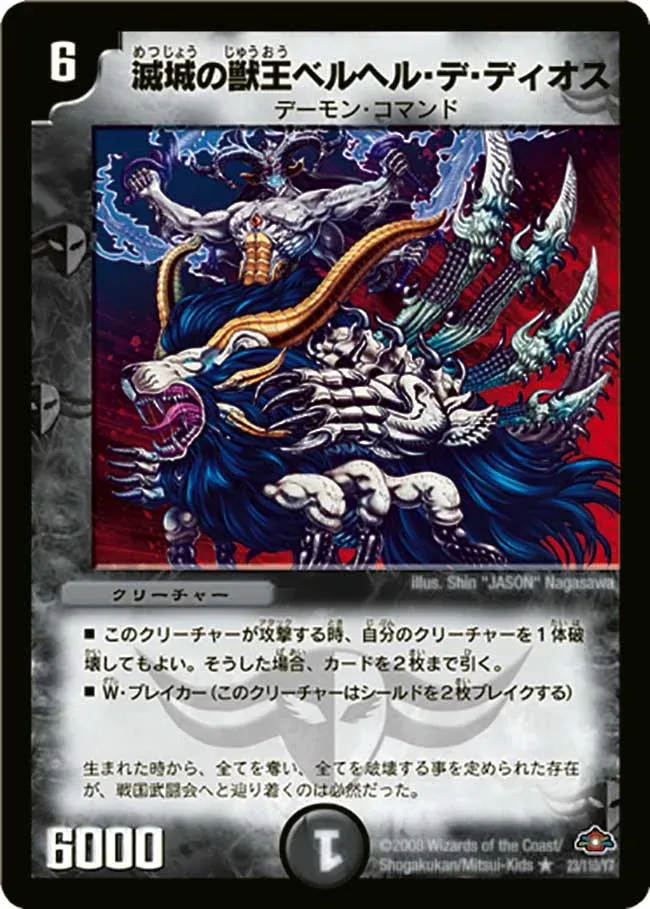 6
めつじょう じゅうおう
滅城の獣王ベルヘル・デ・ディオス
デーモン・コマンド
illus. Shin "JASON" Nagasawa
クリーチャー
■ このクリーチャーが攻撃する時、自分のクリーチャーを1体破
壊してもよい。そうした場合、カードを2枚まで引く。
■ W・ブレイカー(このクリーチャーはシールドを2枚ブレイクする)
生まれた時から、全てを奪い、全てを破壊する事を定められた存在
が、戦国武闘会へと辿り着くのは必然だった。
6000
1
©2008 Wizards of the Coast/
Shogakukan/Mitsui-Kids ★ 23/110/Y7